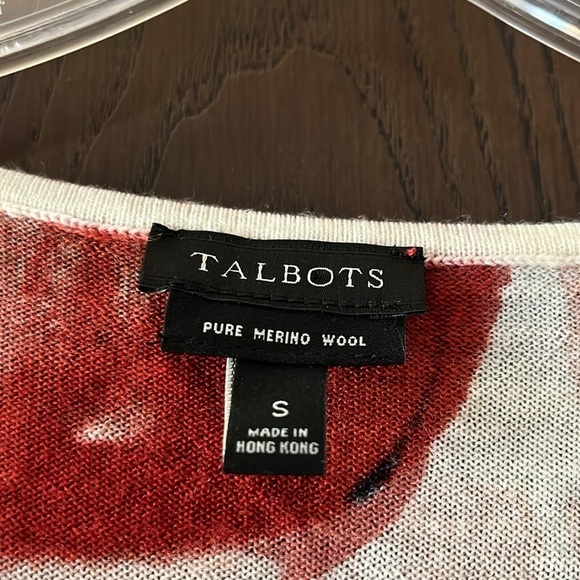 TALBOTS
PURE MERINO WOOL
S
MADE IN
HONG KONG